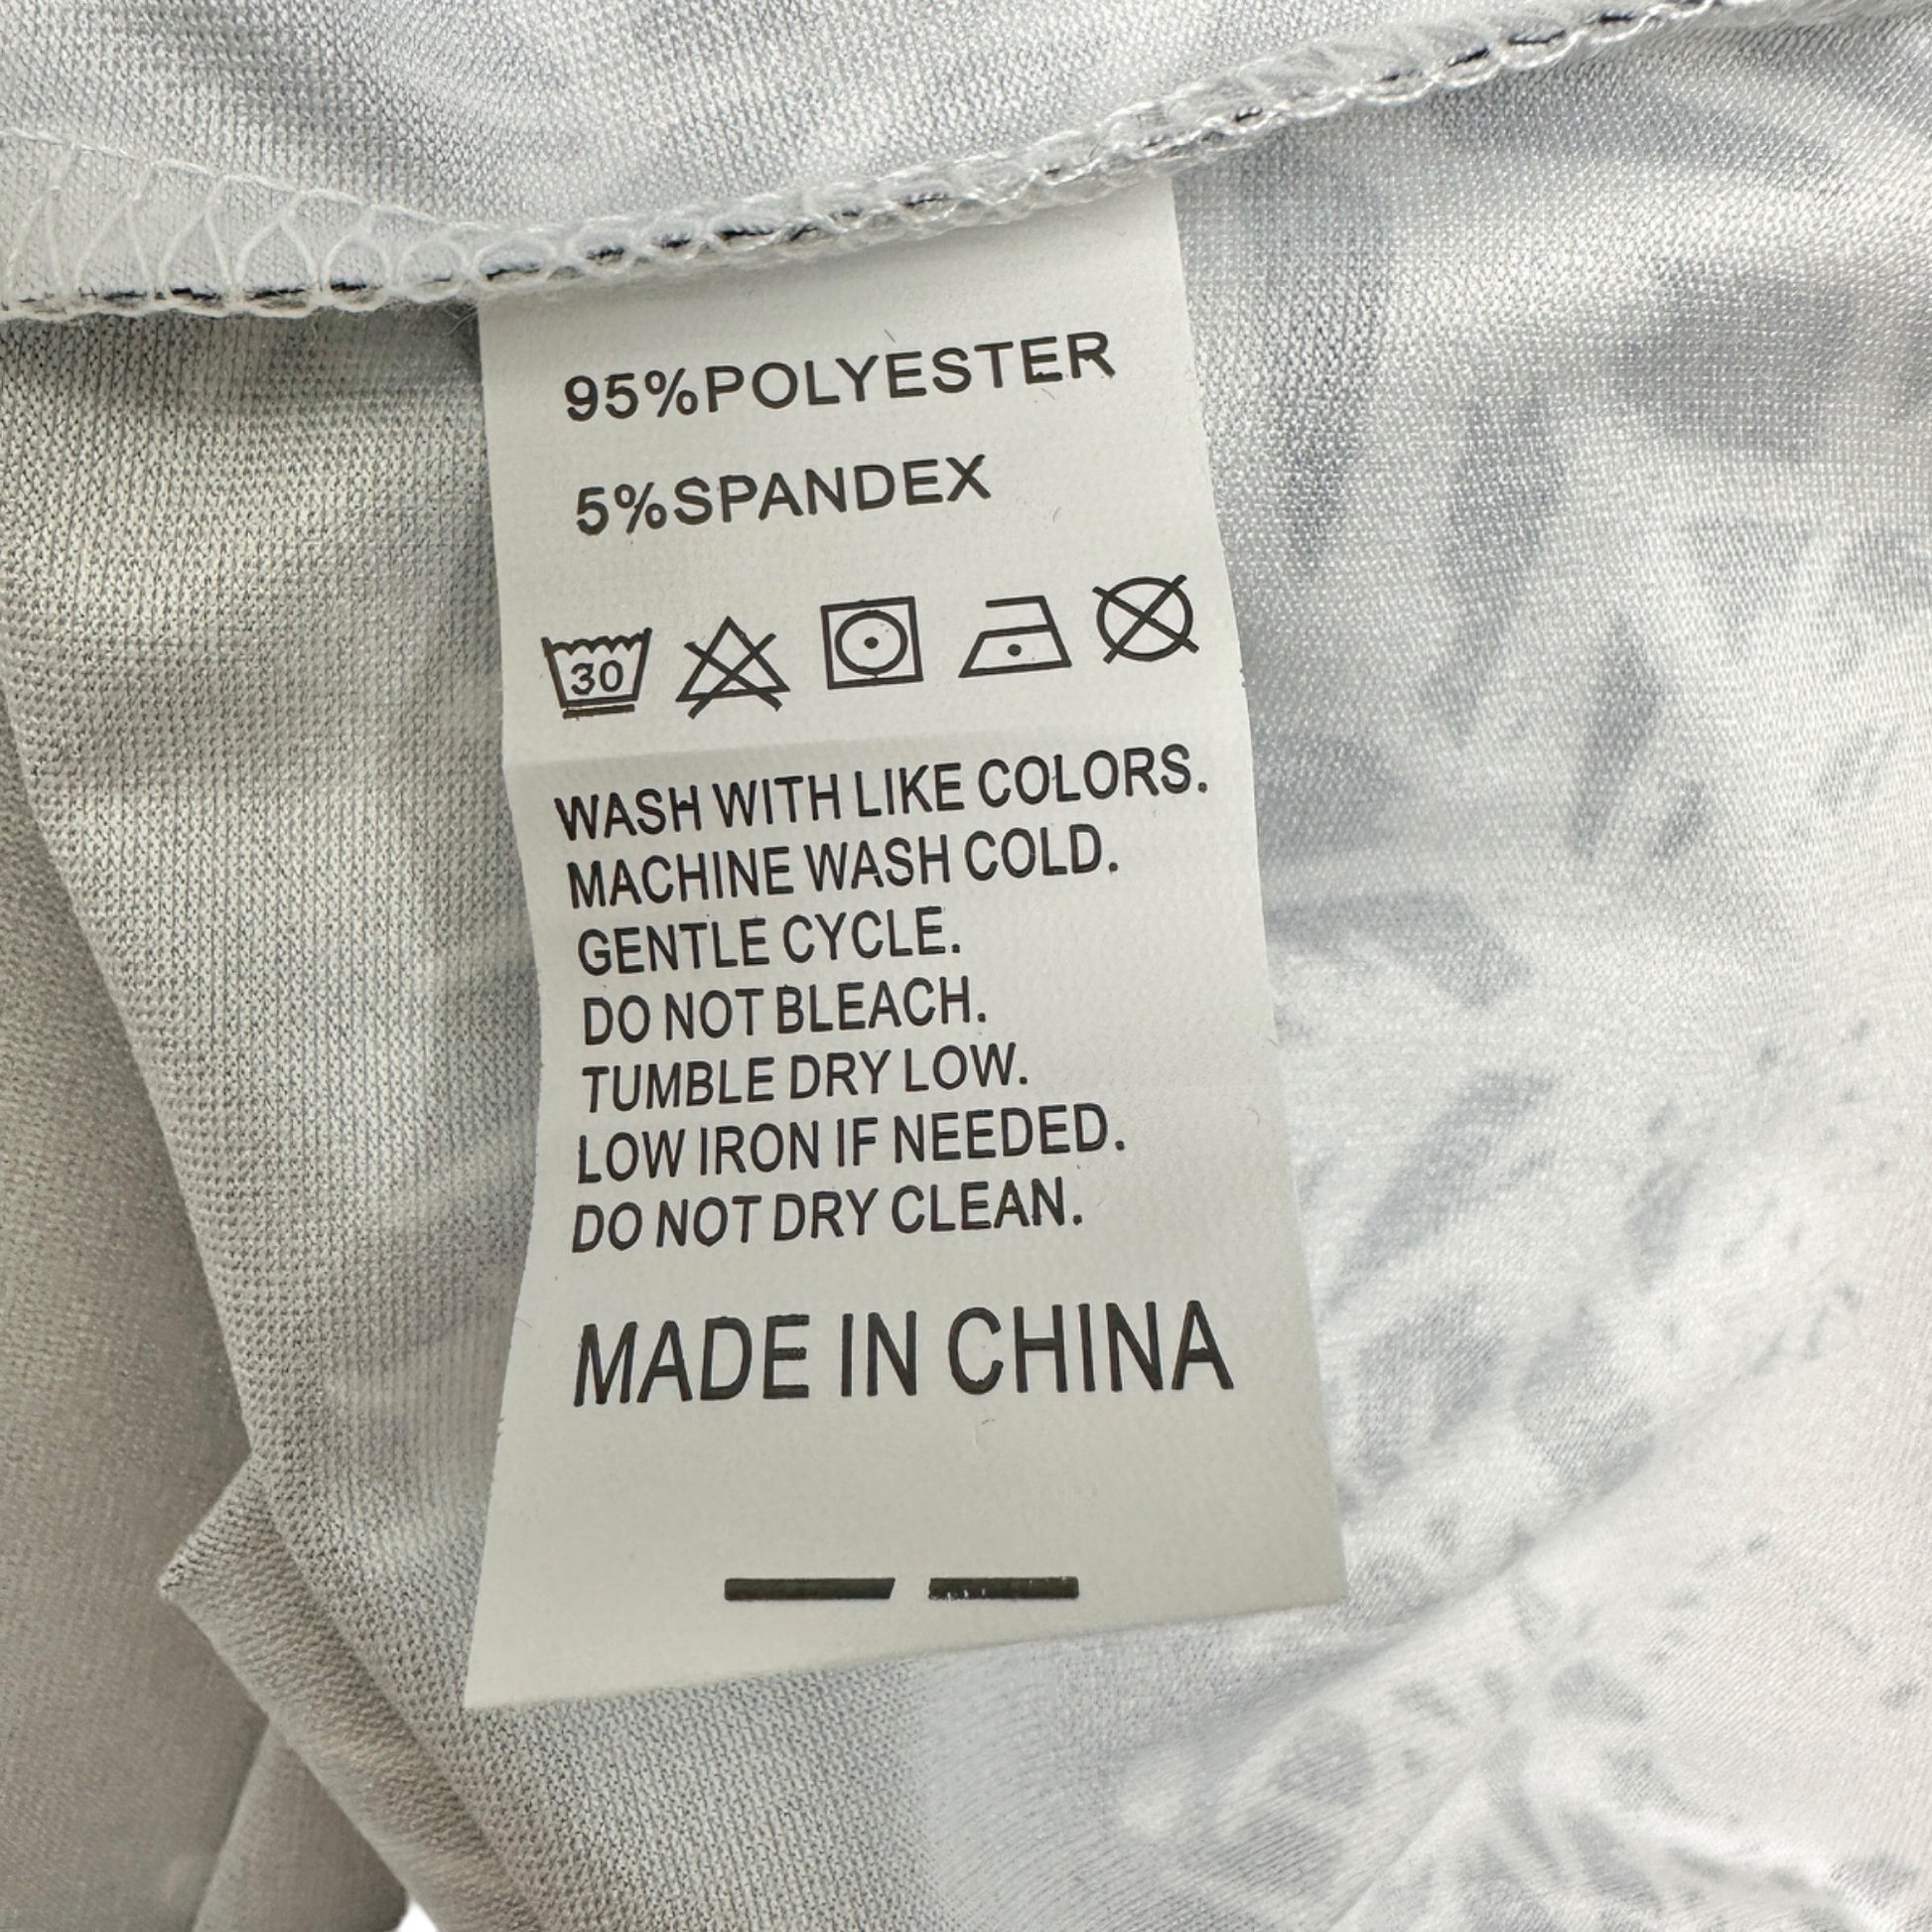 95%POLYESTER
5%SPANDEX
30
WASH WITH LIKE COLORS.
MACHINE WASH COLD.
GENTLE CYCLE.
DO NOT BLEACH.
TUMBLE DRY LOW.
LOW IRON IF NEEDED.
DO NOT DRY CLEAN.
MADE IN CHINA